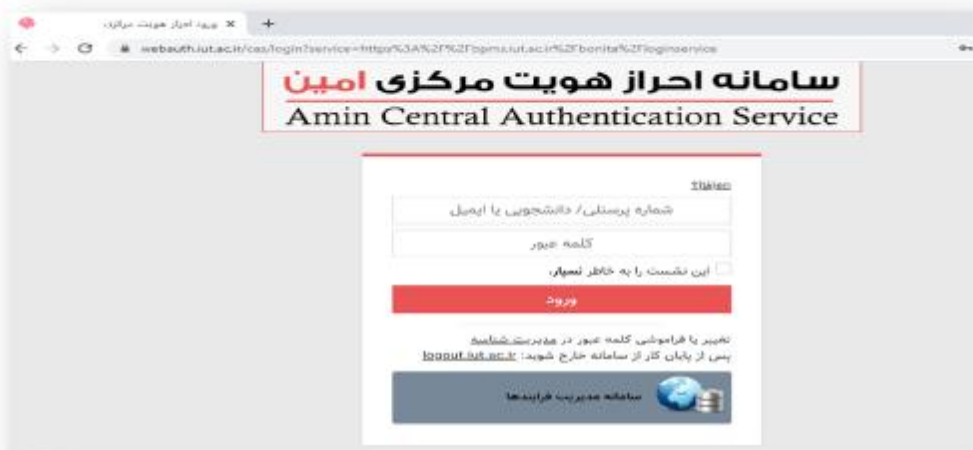 ورود احراز هویت مرکزی
webauth.iut.ac.ir/cas/login?service=https%3A%2F%2Fbpms.iut.ac.ir%2Fbonita%2Floginservice
سامانه احراز هویت مرکزی امین
Amin Central Authentication Service
شماره پرسنلی/ دانشجویی یا ایمیل
کلمه عبور
این نشست را به خاطر نسپار.
ورود
تغییر یا فراموشی کلمه عبور در مدیریت شناسه
پس از پایان کار از سامانه خارج شوید: logout.iut.ac.ir
سامانه مدیریت فرایندها